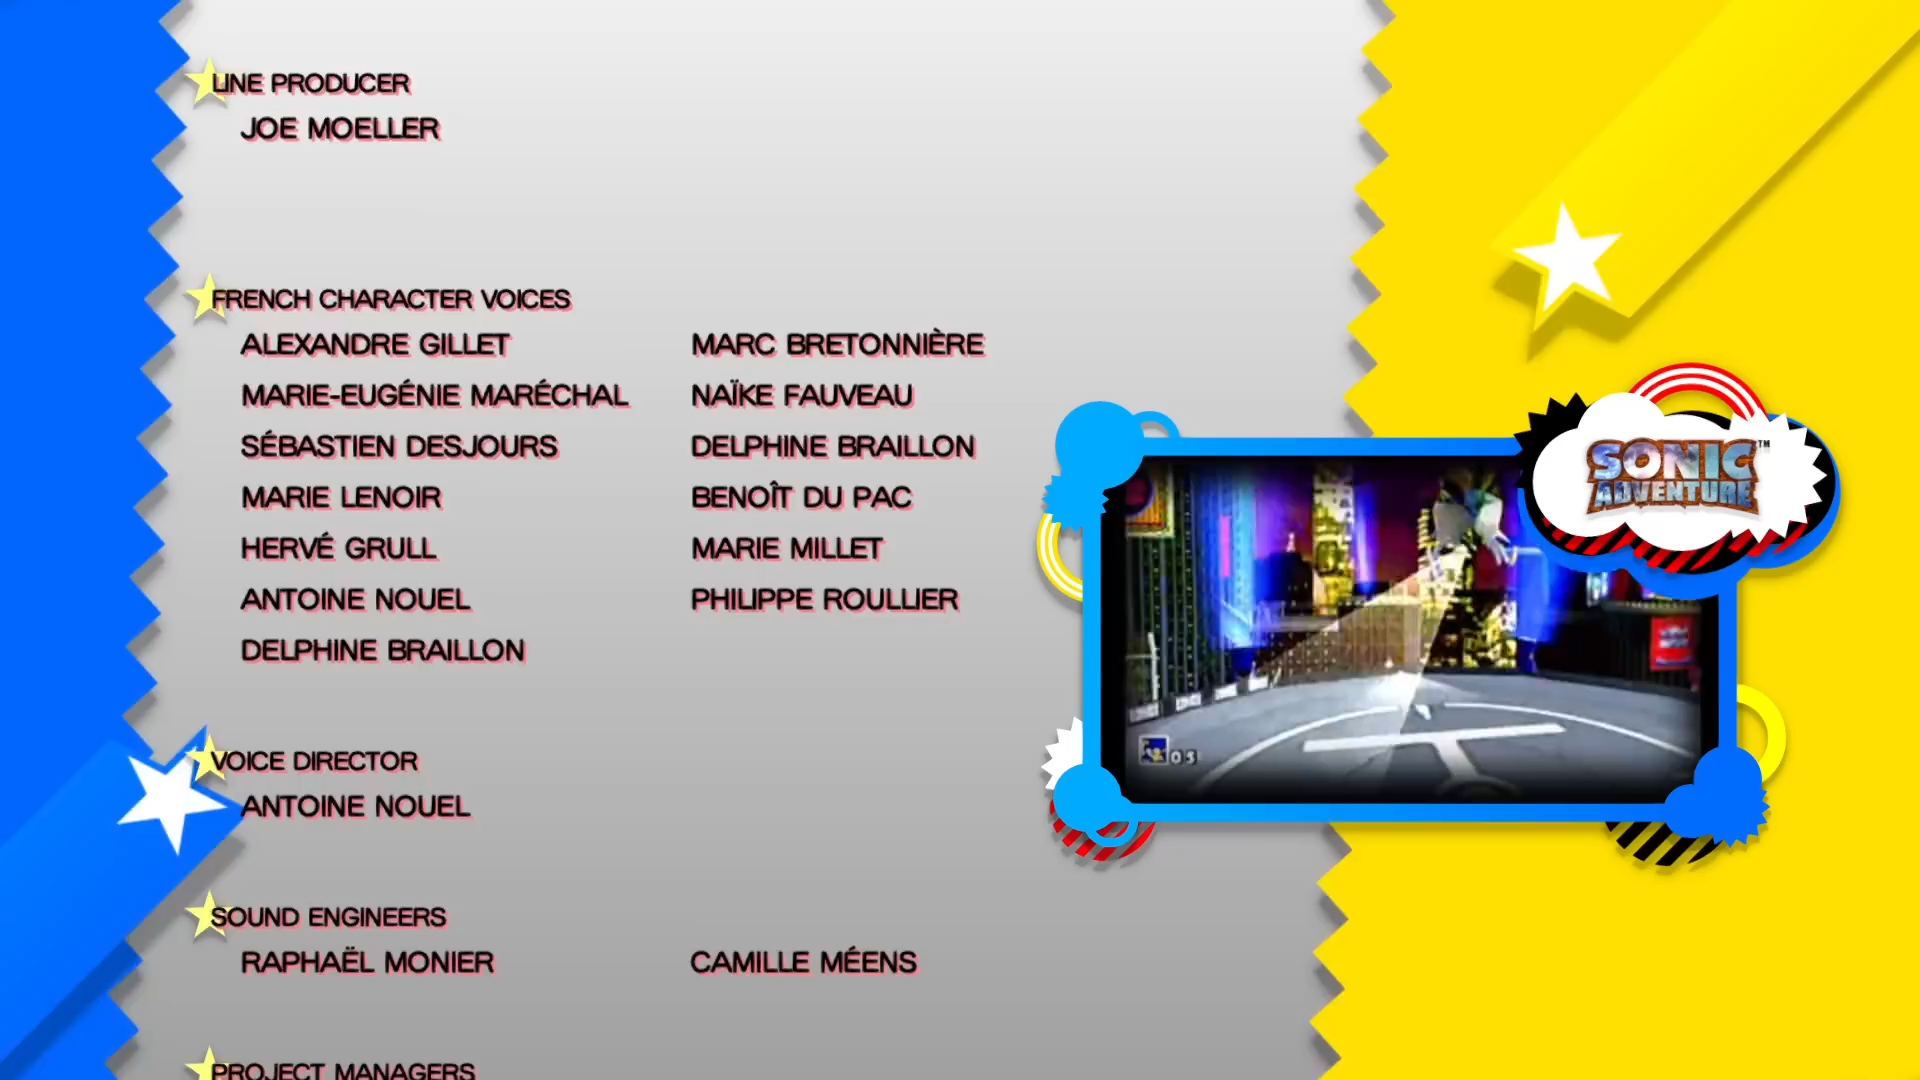 LINE PRODUCER
JOE MOELLER
FRENCH CHARACTER VOICES
ALEXANDRE GILLET
MARC BRETONNIÈRE
MARIE-EUGÉNIE MARÉCHAL
NAÏKE FAUVEAU
SÉBASTIEN DESJOURS
DELPHINE BRAILLON
MARIE LENOIR
BENOÎT DU PAC
HERVÉ GRULL
MARIE MILLET
ANTOINE NOUEL
PHILIPPE ROULLIER
DELPHINE BRAILLON
VOICE DIRECTOR
ANTOINE NOUEL
SOUND ENGINEERS
RAPHAËL MONIER
CAMILLE MÉENS
PROJECT MANAGERS
SONIC™
ADVENTURE
05